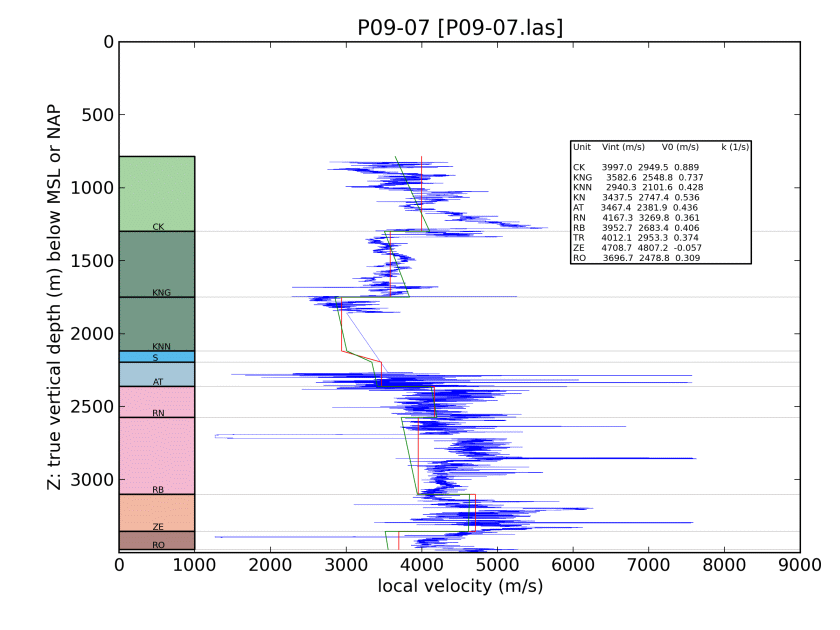 P09-07 [P09-07.las]
0
500
1000
1500
2000
2500
3000
Z: true vertical depth (m) below MSL or NAP
CK
KNG
KNN
S
AT
RN
RB
ZE
RO
Unit Vint (m/s) V0 (m/s) k (1/s)
CK 3997.0 2949.5 0.889
KNG 3582.6 2548.8 0.737
KNN 2940.3 2101.6 0.428
KN 3437.5 2747.4 0.536
AT 3467.4 2381.9 0.436
RN 4167.3 3269.8 0.361
RB 3952.7 2683.4 0.406
TR 4012.1 2953.3 0.374
ZE 4708.7 4807.2 -0.057
RO 3696.7 2478.8 0.309
0 1000 2000 3000 4000 5000 6000 7000 8000 9000
local velocity (m/s)